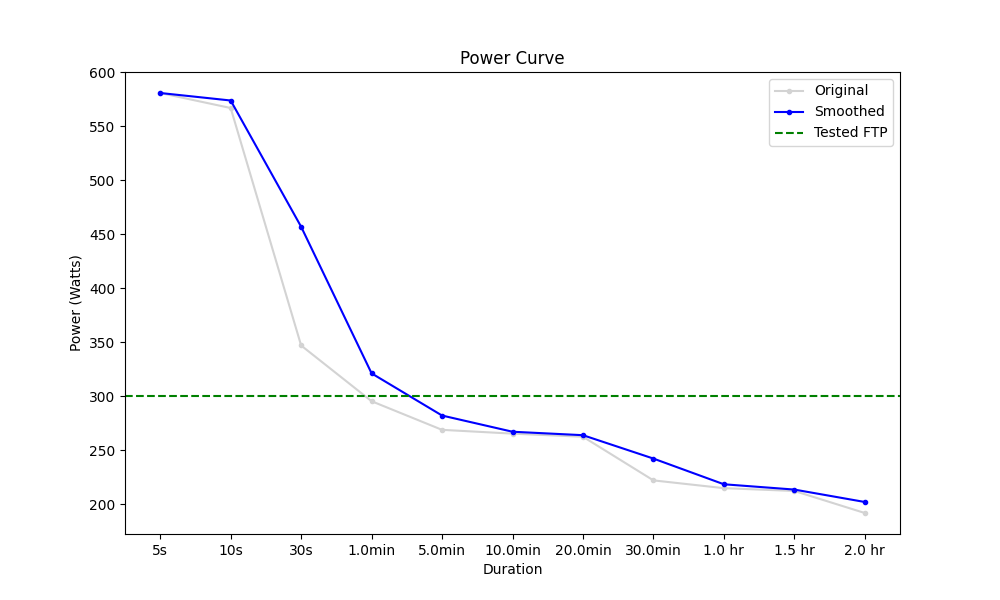 Power Curve
600
550
500
450
400
350
300
250
200
Power (Watts)
Original
Smoothed
Tested FTP
5s 10s 30s 1.0min 5.0min 10.0min 20.0min 30.0min 1.0 hr 1.5 hr 2.0 hr
Duration